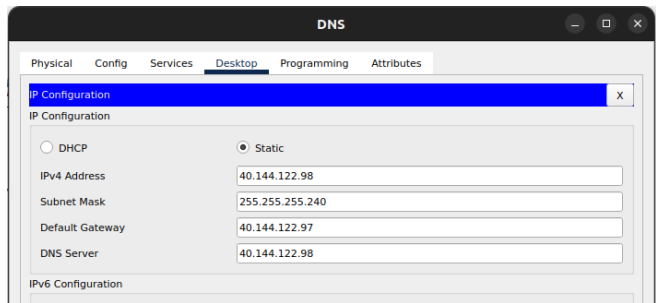 DNS
Physical Config Services Desktop Programming Attributes
IP Configuration X
IP Configuration
DHCP Static
IPv4 Address 40.144.122.98
Subnet Mask 255.255.255.240
Default Gateway 40.144.122.97
DNS Server 40.144.122.98
IPv6 Configuration